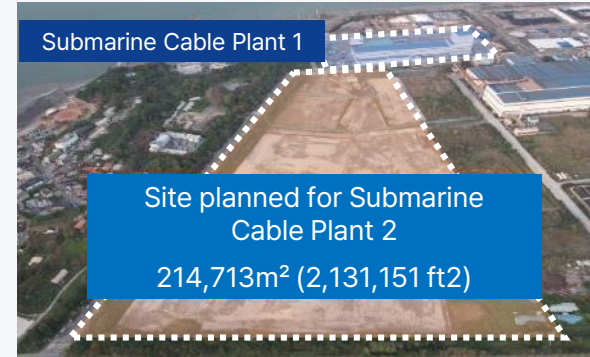 Submarine Cable Plant 1
Site planned for Submarine
Cable Plant 2
214,713m² (2,131,151 ft2)